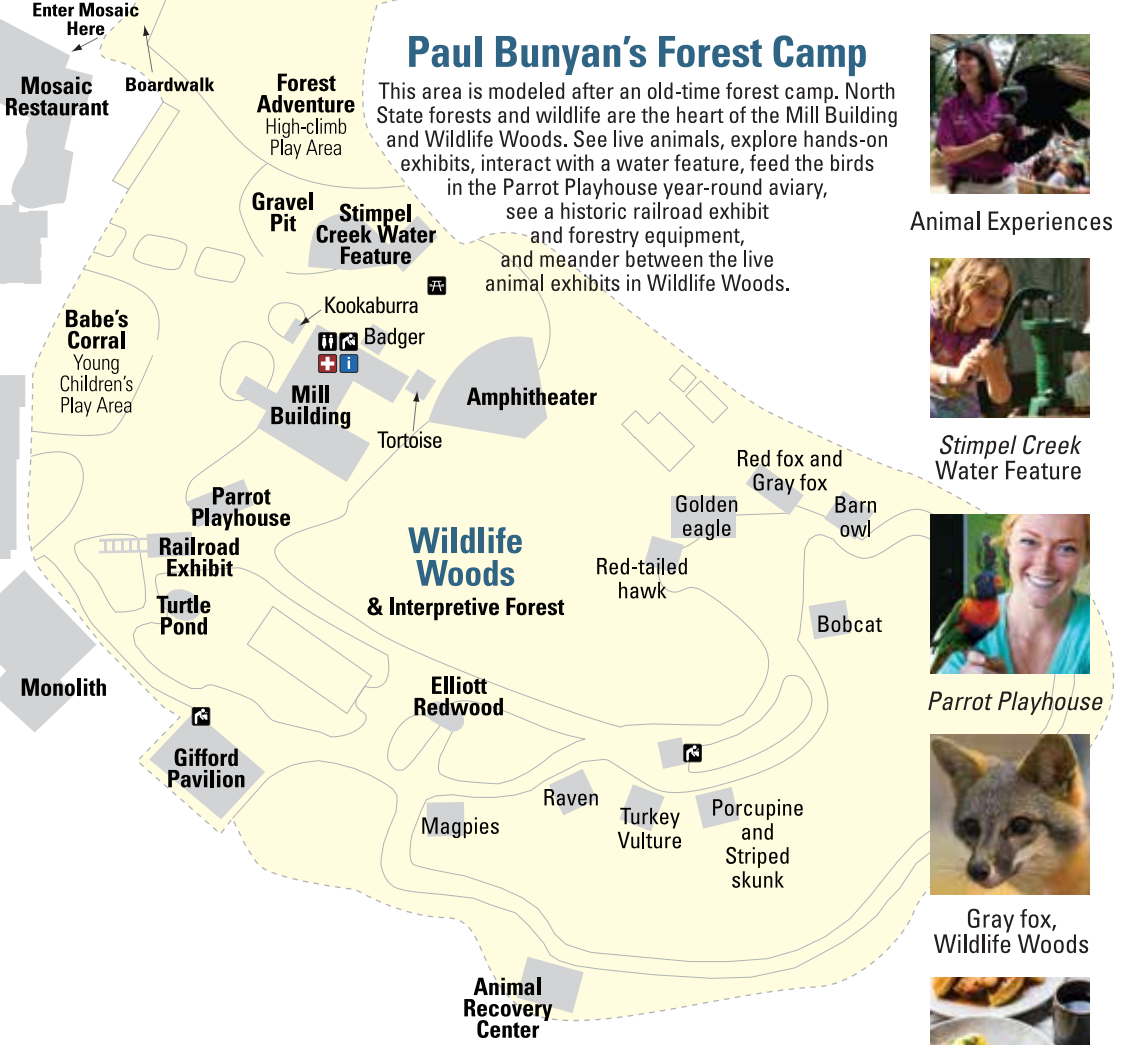 Enter Mosaic
Here
Mosaic
Restaurant
Boardwalk
Forest
Adventure
High-climb
Play Area
Paul Bunyan's Forest Camp
This area is modeled after an old-time forest camp. North
State forests and wildlife are the heart of the Mill Building
and Wildlife Woods. See live animals, explore hands-on
exhibits, interact with a water feature, feed the birds
in the Parrot Playhouse year-round aviary,
see a historic railroad exhibit
and forestry equipment,
and meander between the live
animal exhibits in Wildlife Woods.
Gravel
Pit
Stimpel
Creek Water
Feature
Kookaburra
Badger
i
Babe's
Corral
Young
Children's
Play Area
Mill
Building
Amphitheater
Tortoise
Parrot
Playhouse
Railroad
Exhibit
Turtle
Pond
Wildlife
Woods
& Interpretive Forest
Red fox and
Gray fox
Golden
eagle
Barn
owl
Red-tailed
hawk
Bobcat
Monolith
Elliott
Redwood
Gifford
Pavilion
Magpies
Raven
Turkey
Vulture
Porcupine
and
Striped
skunk
Animal
Recovery
Center
Animal Experiences
Stimpel Creek
Water Feature
Parrot Playhouse
Gray fox,
Wildlife Woods